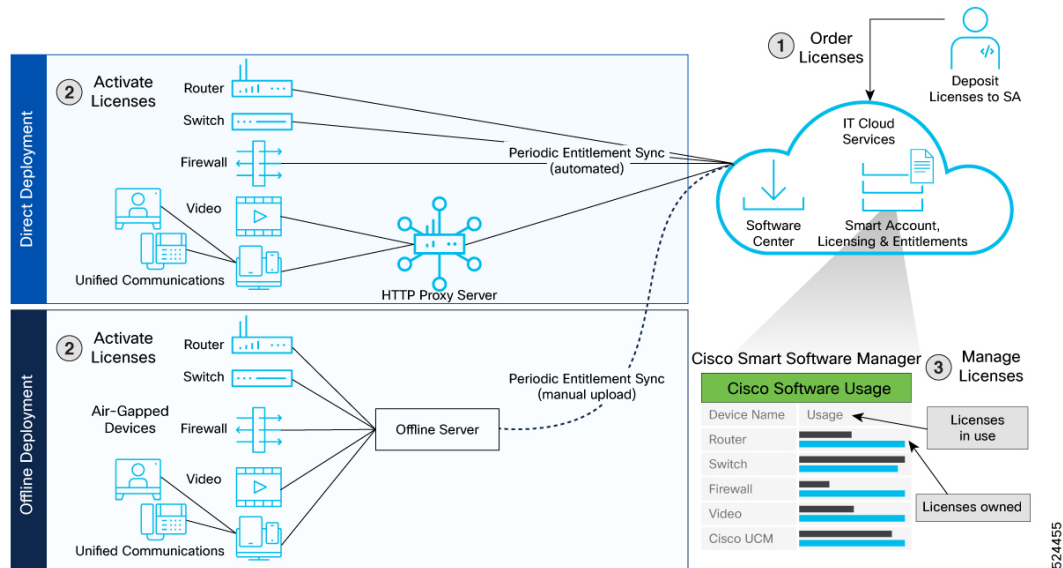 1
Order
Licenses
Deposit
Licenses to SA
IT Cloud
Services
Software
Center
Smart Account,
Licensing & Entitlements
Direct Deployment
2
Activate
Licenses
Router
Switch
Firewall
Video
Unified Communications
HTTP Proxy Server
Periodic Entitlement Sync
(automated)
Offline Deployment
2
Activate
Licenses
Router
Switch
Air-Gapped
Devices
Firewall
Video
Unified Communications
Offline Server
Periodic Entitlement Sync
(manual upload)
Cisco Smart Software Manager
3
Manage
Licenses
Cisco Software Usage
Device Name Usage
Router
Switch
Firewall
Video
Cisco UCM
Licenses
in use
Licenses owned
524455